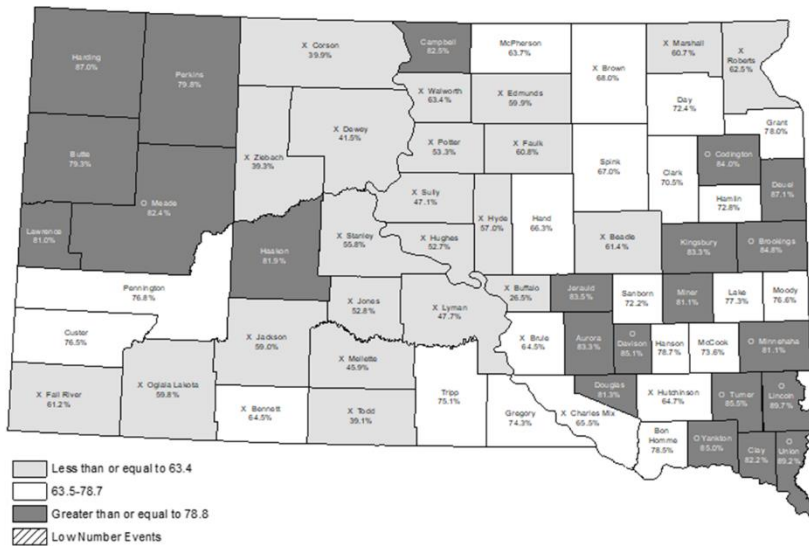 Harding
87.0%
Perkins
79.8%
X Corson
39.9%
Campbell
82.5%
McPherson
63.7%
X Brown
68.0%
X Marshall
60.7%
X
Roberts
62.5%
X Walworth
63.4%
X Edmunds
59.9%
Day
72.4%
Grant
78.0%
Butte
79.3%
X Ziebach
39.3%
X Dewey
41.5%
X Potter
53.3%
X Faulk
60.8%
Spink
67.0%
Clark
70.5%
O Codington
84.0%
Deuel
87.1%
Hamlin
72.8%
O Meade
82.4%
Lawrence
81.0%
Haakon
81.9%
X Stanley
55.8%
X Sully
47.1%
X Hyde
57.0%
Hand
66.3%
X Hughes
52.7%
X Beadle
61.4%
Kingsbury
83.3%
O Brookings
84.8%
Pennington
76.8%
X Jones
52.8%
X Lyman
47.7%
X Buffalo
26.5%
Jerauld
83.5%
Sanborn
72.2%
Miner
81.1%
Lake
77.3%
Moody
76.6%
Custer
76.5%
X Jackson
59.0%
X Mellette
45.9%
X Brule
64.5%
Aurora
83.3%
O
Davison
85.1%
Hanson
78.7%
McCook
73.6%
O Minnehaha
81.1%
X Fall River
61.2%
X Oglala Lakota
59.8%
X Bennett
64.5%
X Todd
39.1%
Tripp
75.1%
Gregory
74.3%
X Charles Mix
65.5%
Douglas
81.3%
X Hutchinson
64.7%
O Turner
85.5%
O
Lincoln
89.7%
Bon
Homme
78.5%
O Yankton
85.0%
Clay
82.2%
O
Union
89.2%
Less than or equal to 63.4
63.5-78.7
Greater than or equal to 78.8
Low Number Events